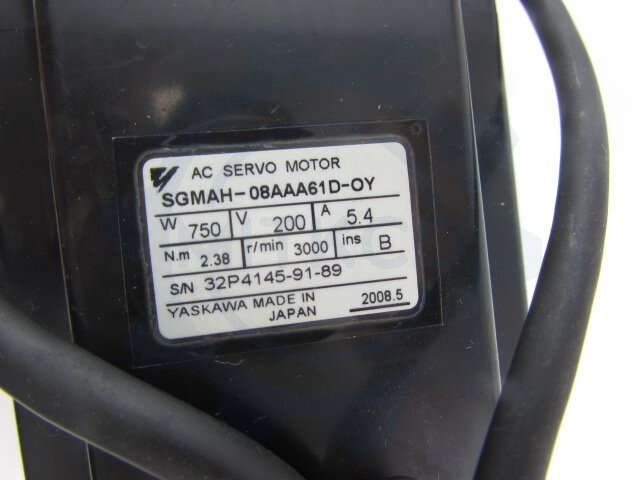 AC SERVO MOTOR
SGMAH-08AAA61D-OY
W 750 V 200 A 5.4
N.m 2.38 r/min 3000 ins B
S/N 32P4145-91-89
YASKAWA MADE IN JAPAN 2008.5